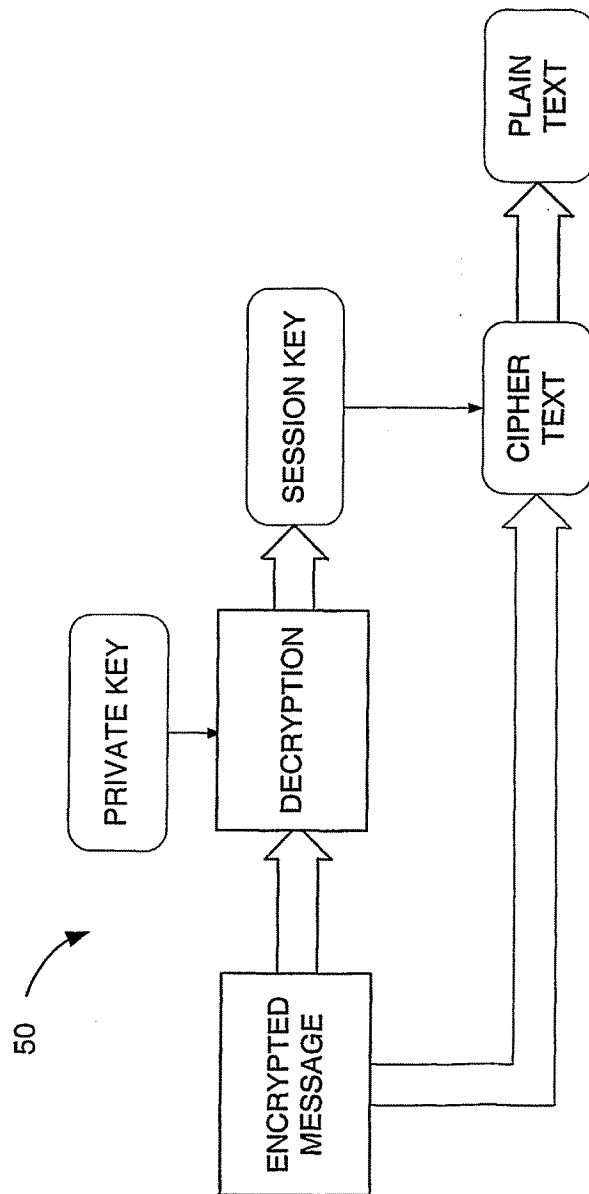 50
PRIVATE KEY
ENCRYPTED
MESSAGE
DECRYPTION
SESSION KEY
CIPHER
TEXT
PLAIN
TEXT